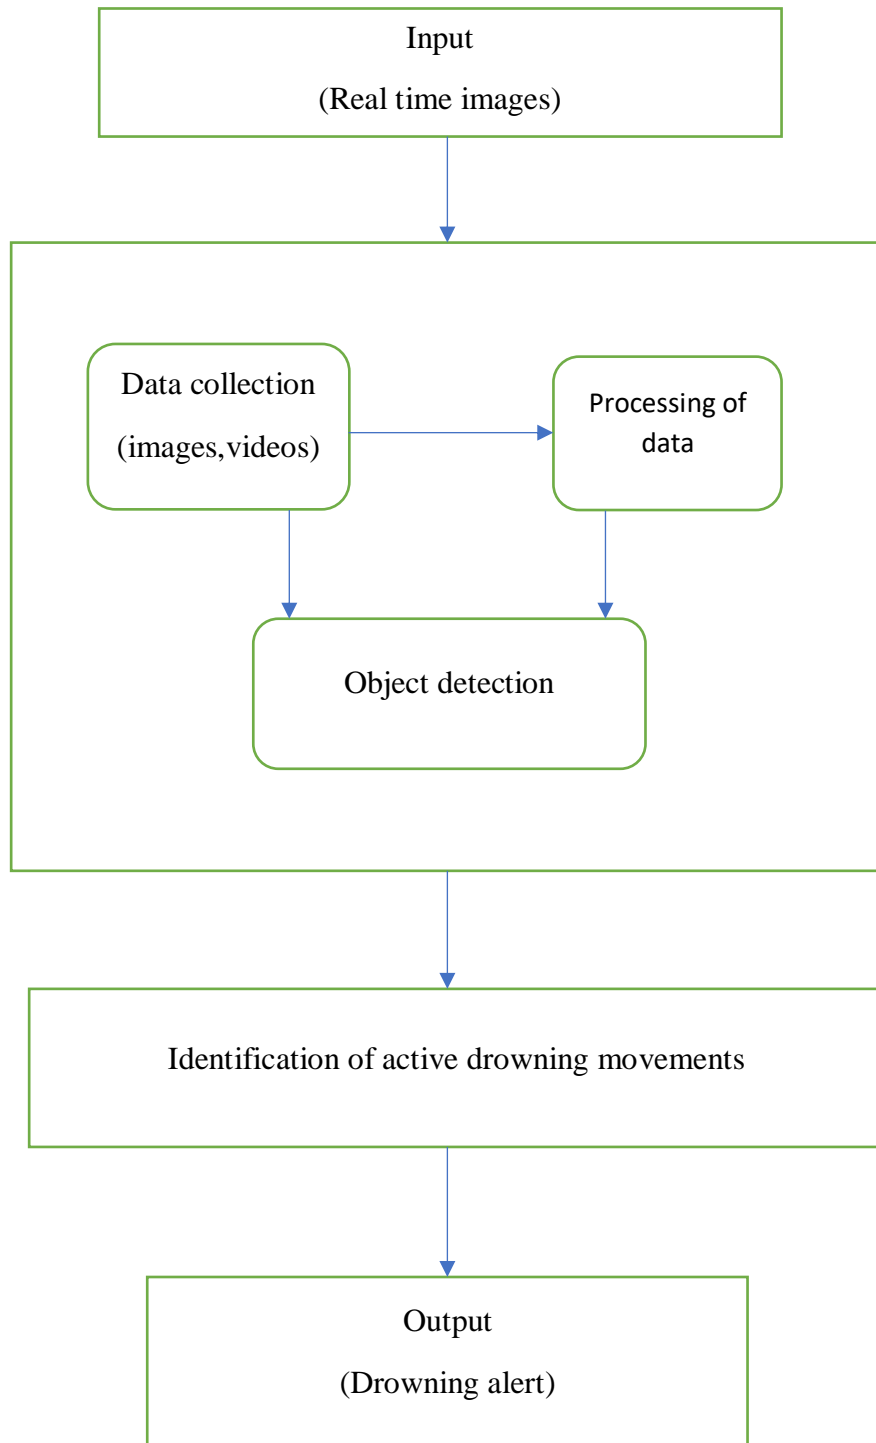 Input
(Real time images)
Data collection
(images,videos)
Processing of
data
Object detection
Identification of active drowning movements
Output
(Drowning alert)